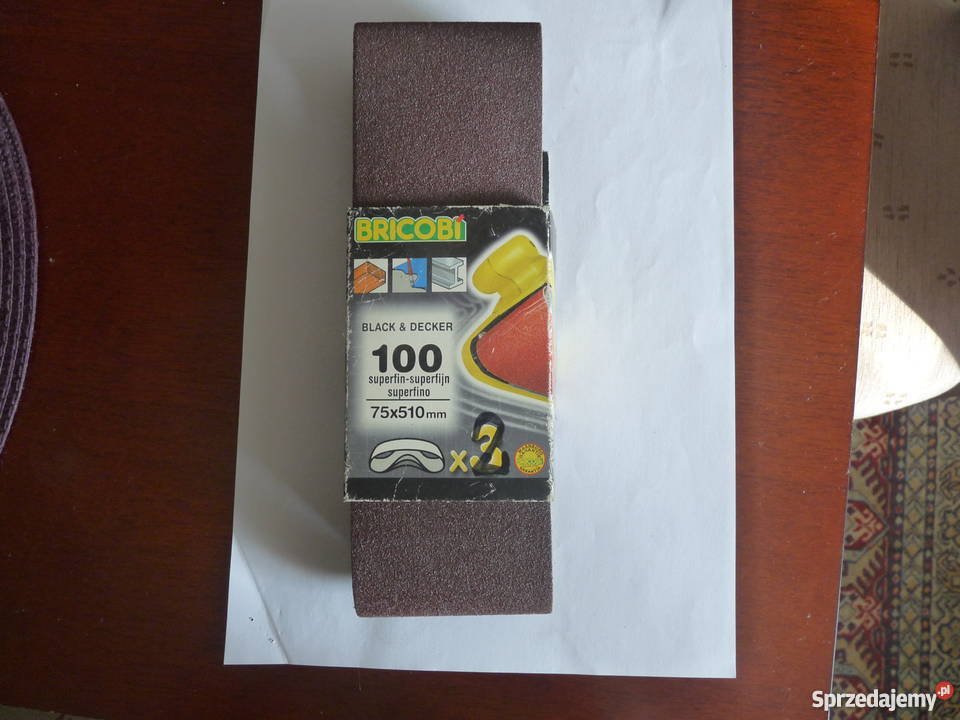 BRICOBi
BLACK & DECKER
100
superfin-superfijn
superfino
75x510mm
x2
Sprzedajemy.pl